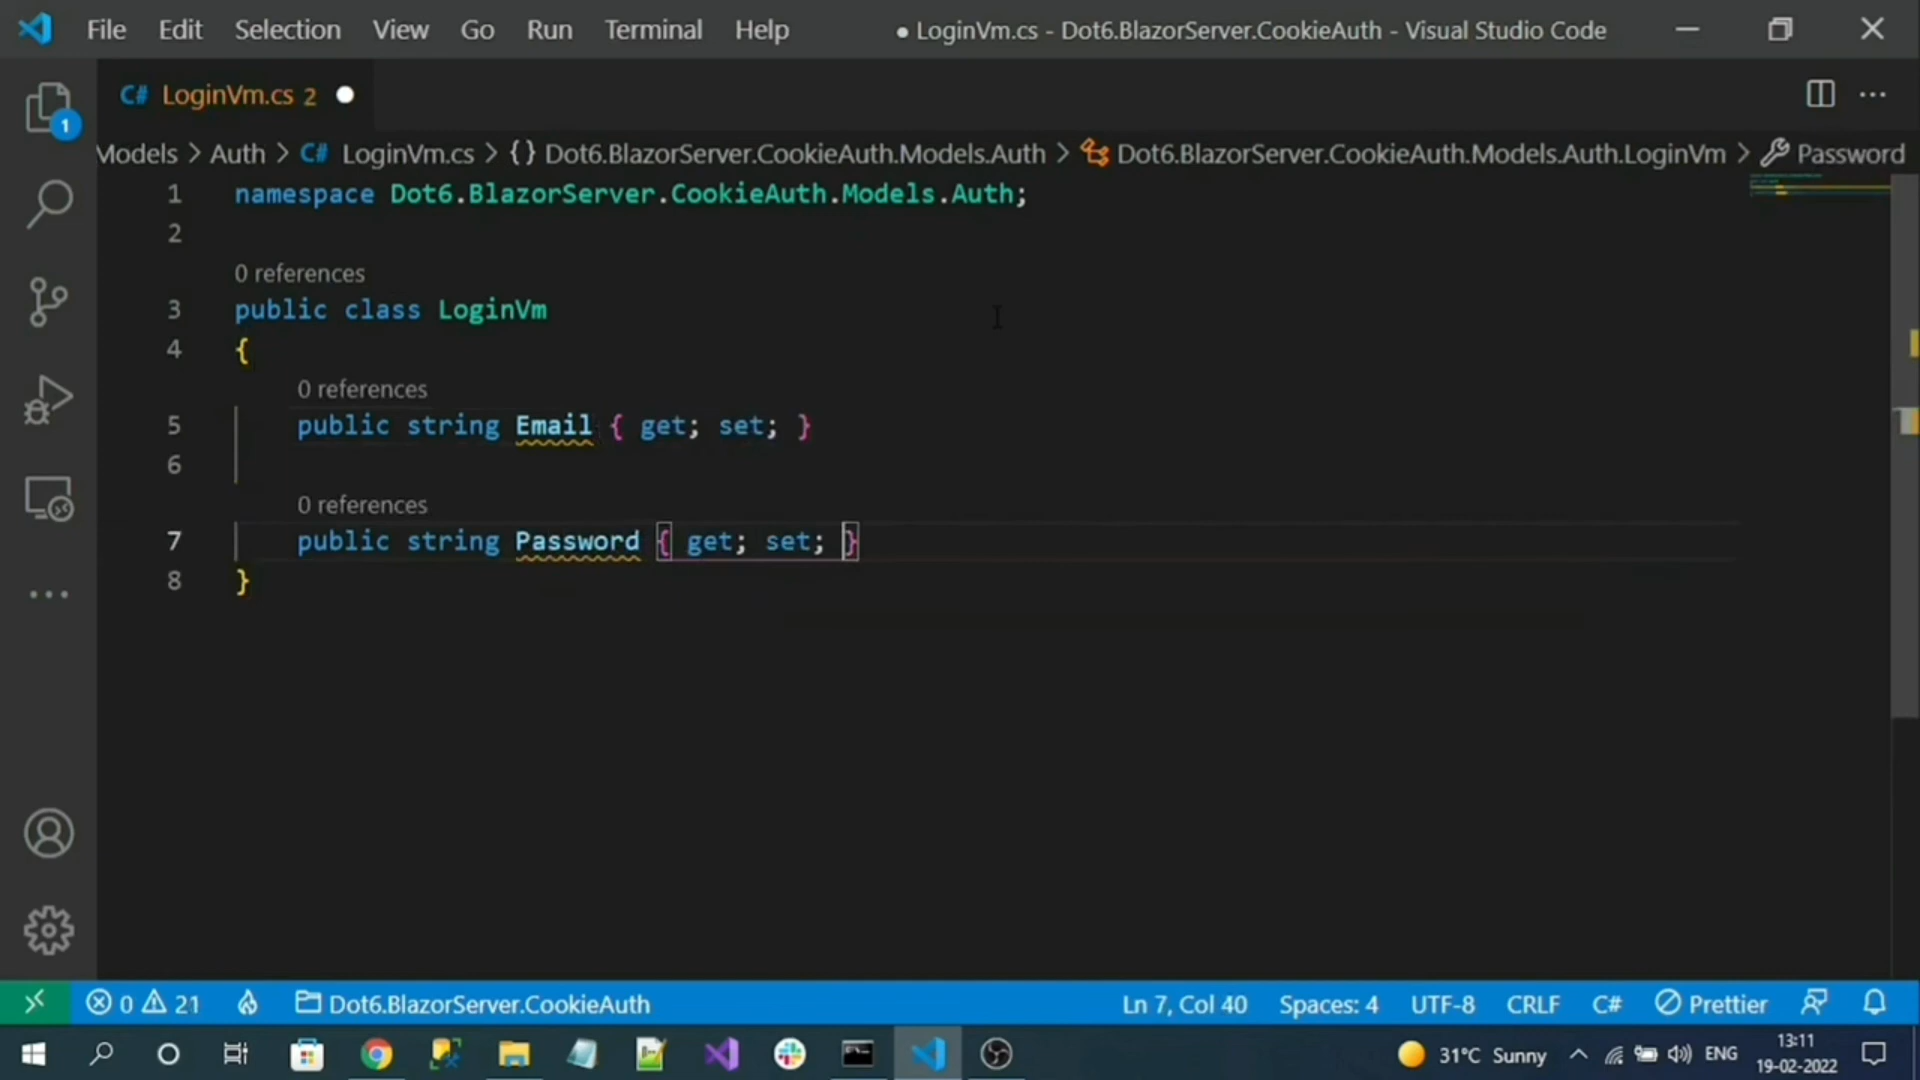 File Edit Selection View Go Run Terminal Help ● LoginVm.cs - Dot6.BlazorServer.CookieAuth - Visual Studio Code
C# LoginVm.cs 2 ●
1
Models > Auth > C# LoginVm.cs > {} Dot6.BlazorServer.CookieAuth.Models.Auth > Dot6.BlazorServer.CookieAuth.Models.Auth.LoginVm > Password
1 namespace Dot6.BlazorServer.CookieAuth.Models.Auth;
2
0 references
3 public class LoginVm
4 {
0 references
5 public string Email { get; set; }
6
0 references
7 public string Password { get; set; }
8 }
0 21 Dot6.BlazorServer.CookieAuth Ln 7, Col 40 Spaces: 4 UTF-8 CRLF C# Prettier
31°C Sunny ENG 13:11
19-02-2022